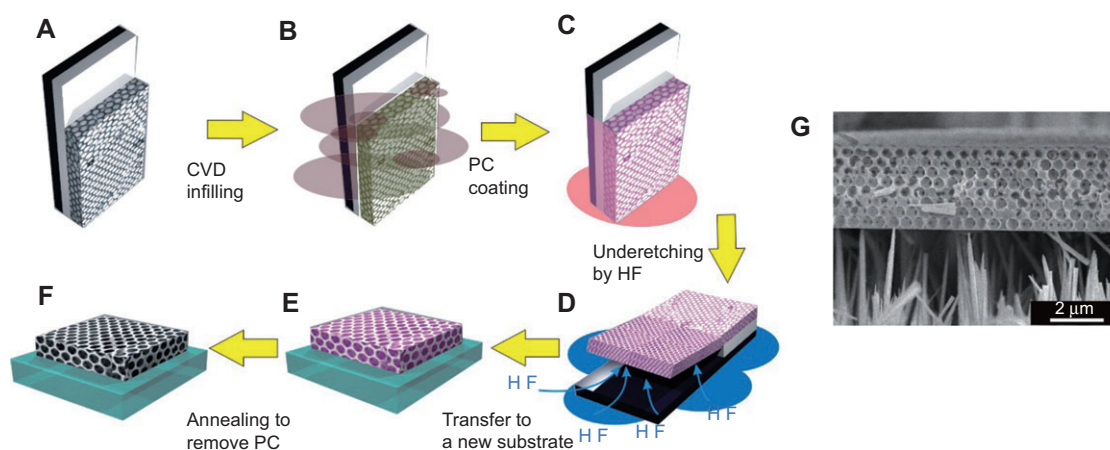 A
B
C
CVD
infilling
PC
coating
G
2 µm
Underetching
by HF
F
E
D
H F
H F
H F
H F
Annealing to
remove PC
Transfer to
a new substrate